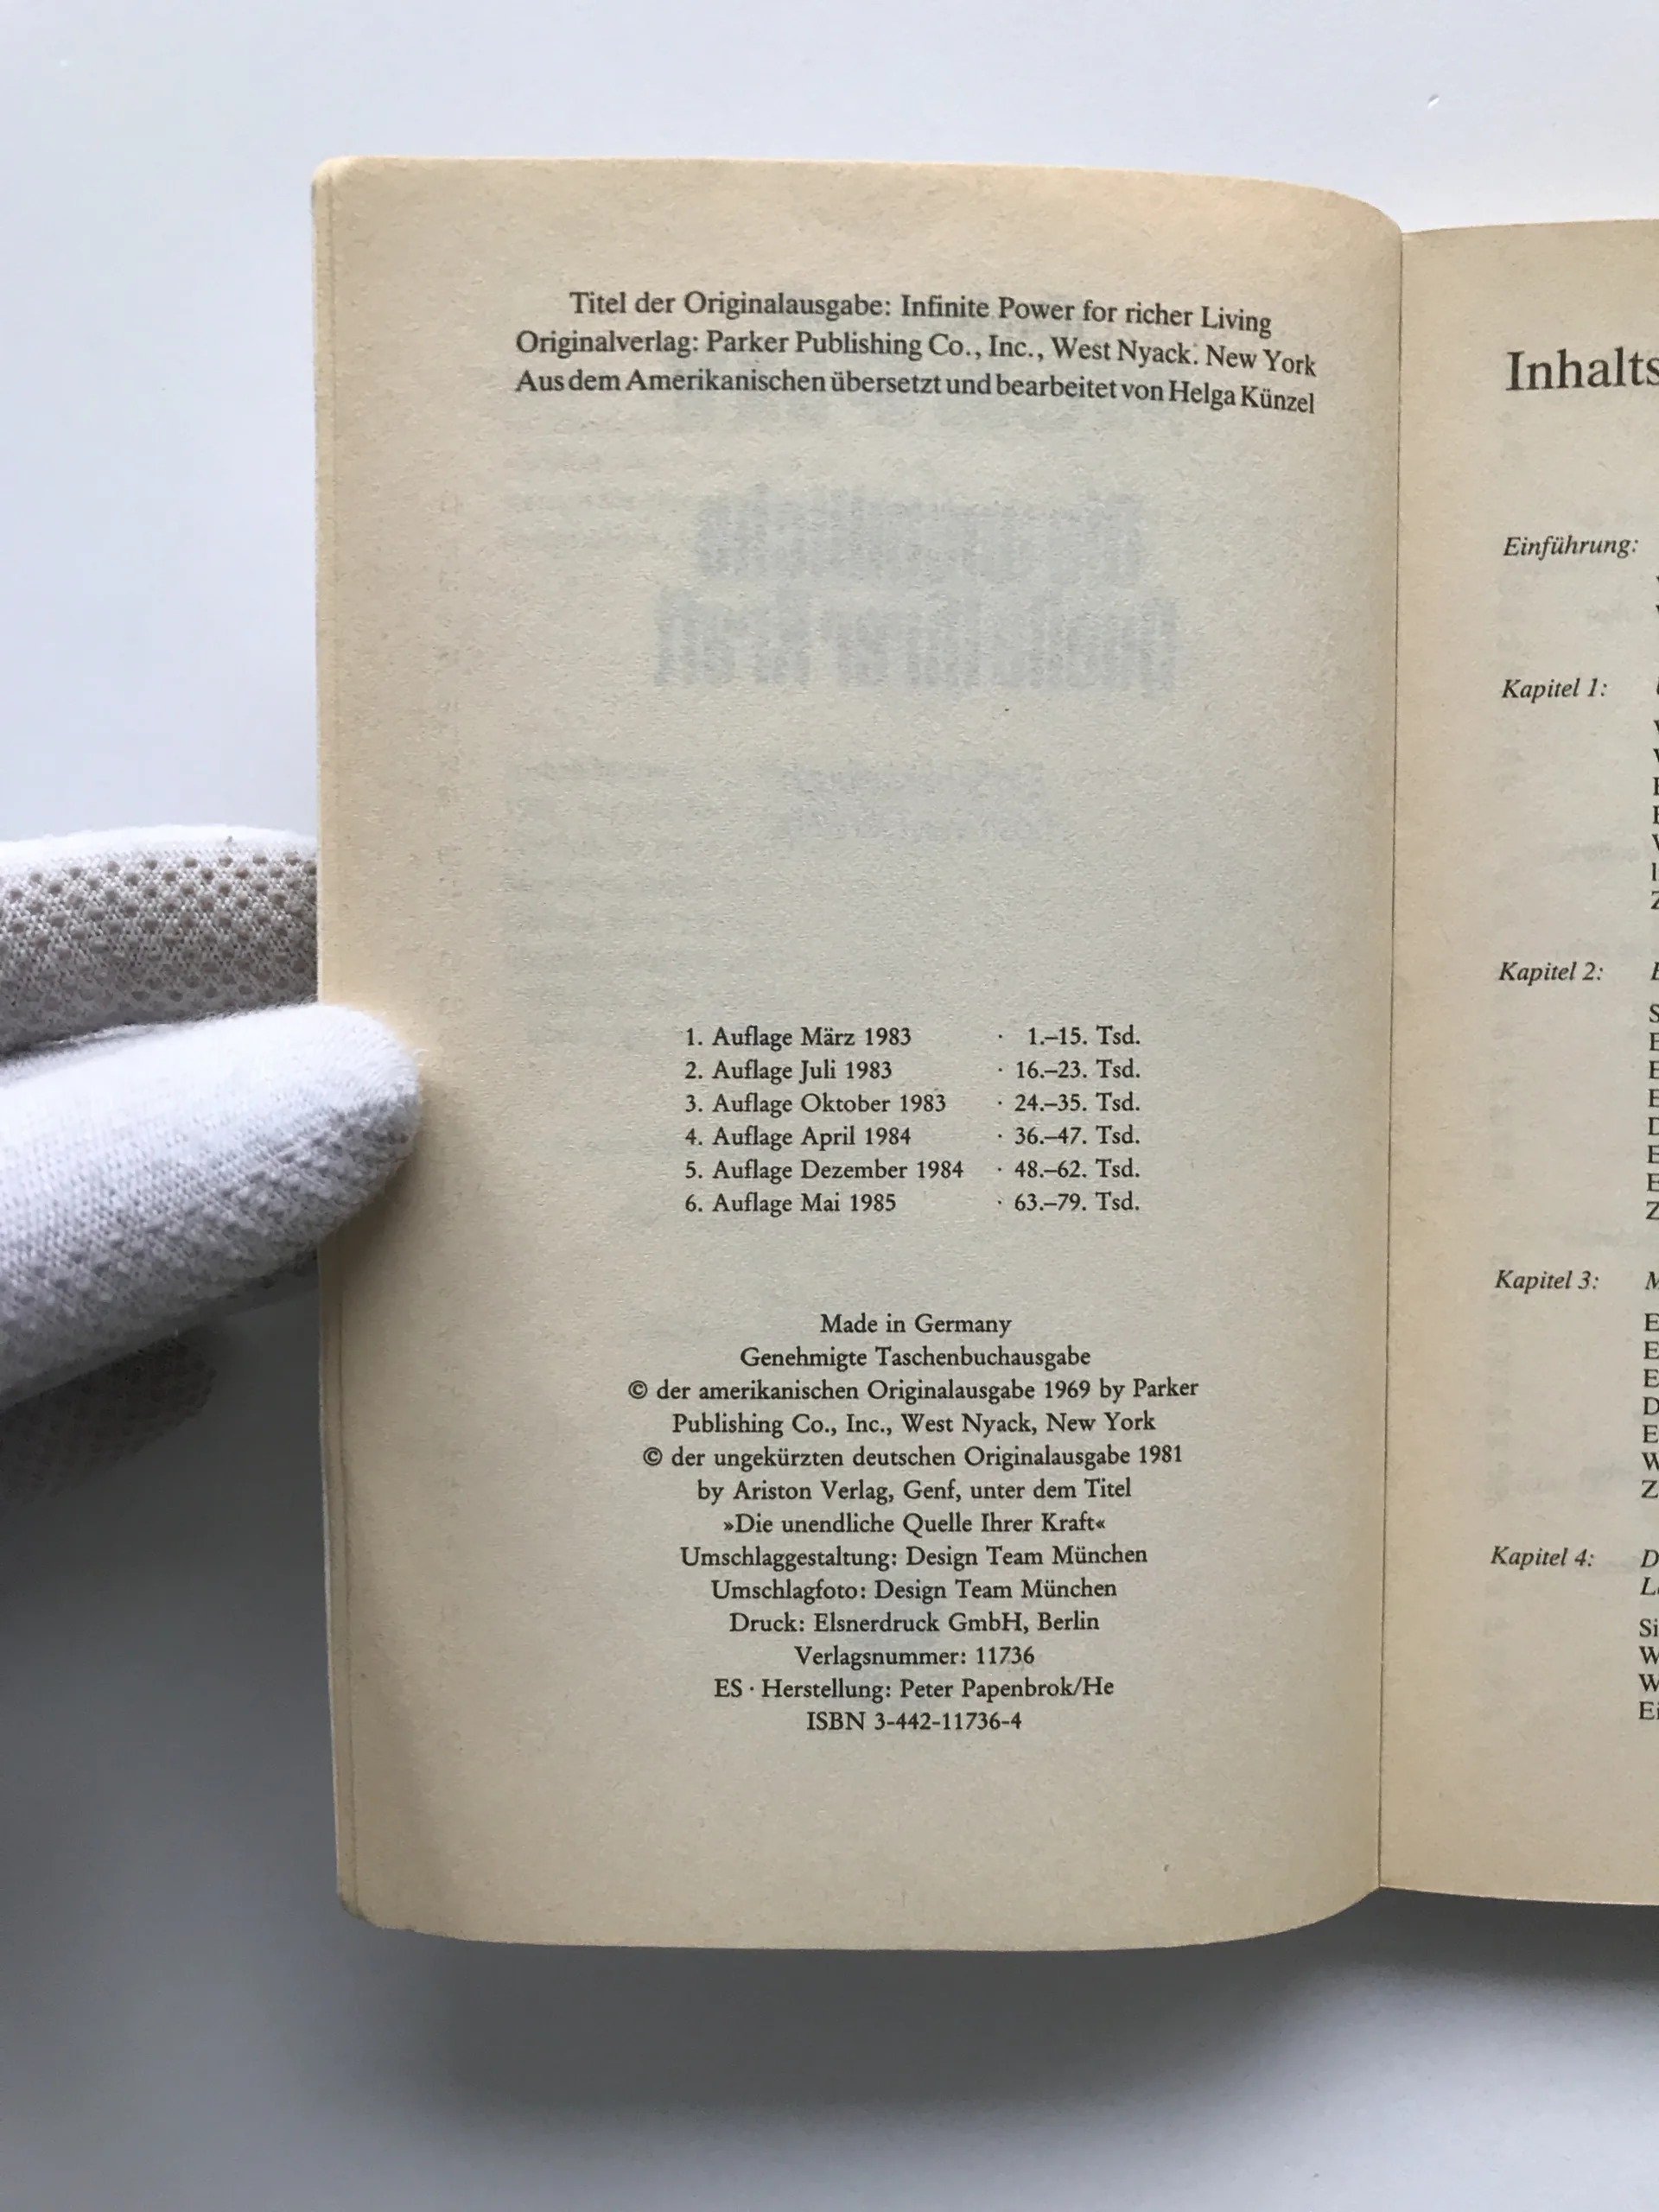 Titel der Originalausgabe: Infinite Power for richer Living
Originalverlag: Parker Publishing Co., Inc., West Nyack. New York
Aus dem Amerikanischen übersetzt und bearbeitet von Helga Künzel
1. Auflage März 1983 · 1.–15. Tsd.
2. Auflage Juli 1983 · 16.–23. Tsd.
3. Auflage Oktober 1983 · 24.–35. Tsd.
4. Auflage April 1984 · 36.–47. Tsd.
5. Auflage Dezember 1984 · 48.–62. Tsd.
6. Auflage Mai 1985 · 63.–79. Tsd.
Made in Germany
Genehmigte Taschenbuchausgabe
© der amerikanischen Originalausgabe 1969 by Parker
Publishing Co., Inc., West Nyack, New York
© der ungekürzten deutschen Originalausgabe 1981
by Ariston Verlag, Genf, unter dem Titel
»Die unendliche Quelle Ihrer Kraft«
Umschlaggestaltung: Design Team München
Umschlagfoto: Design Team München
Druck: Elsnerdruck GmbH, Berlin
Verlagsnummer: 11736
ES · Herstellung: Peter Papenbrok/He
ISBN 3-442-11736-4
Inhalts
Einführung:
Kapitel 1:
Kapitel 2:
Kapitel 3:
Kapitel 4: